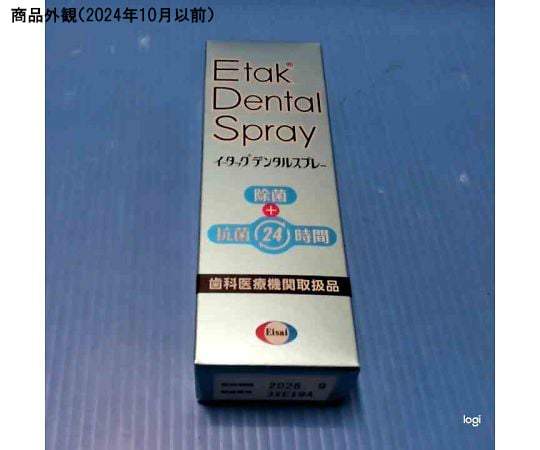 商品外観(2024年10月以前)
Etak®
Dental
Spray
イータック デンタルスプレー
除菌
+
抗菌 24 時間
歯科医療機関取扱品
Eisai
2026 9
logi